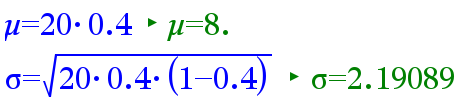 μ=20·0.4 ▸ μ=8.
σ=√20·0.4·(1−0.4) ▸ σ=2.19089